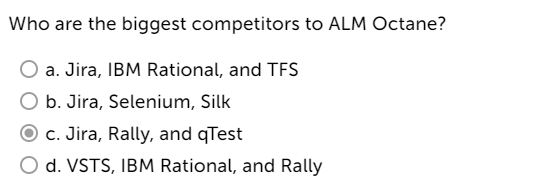 Who are the biggest competitors to ALM Octane?
a. Jira, IBM Rational, and TFS
b. Jira, Selenium, Silk
c. Jira, Rally, and qTest
d. VSTS, IBM Rational, and Rally